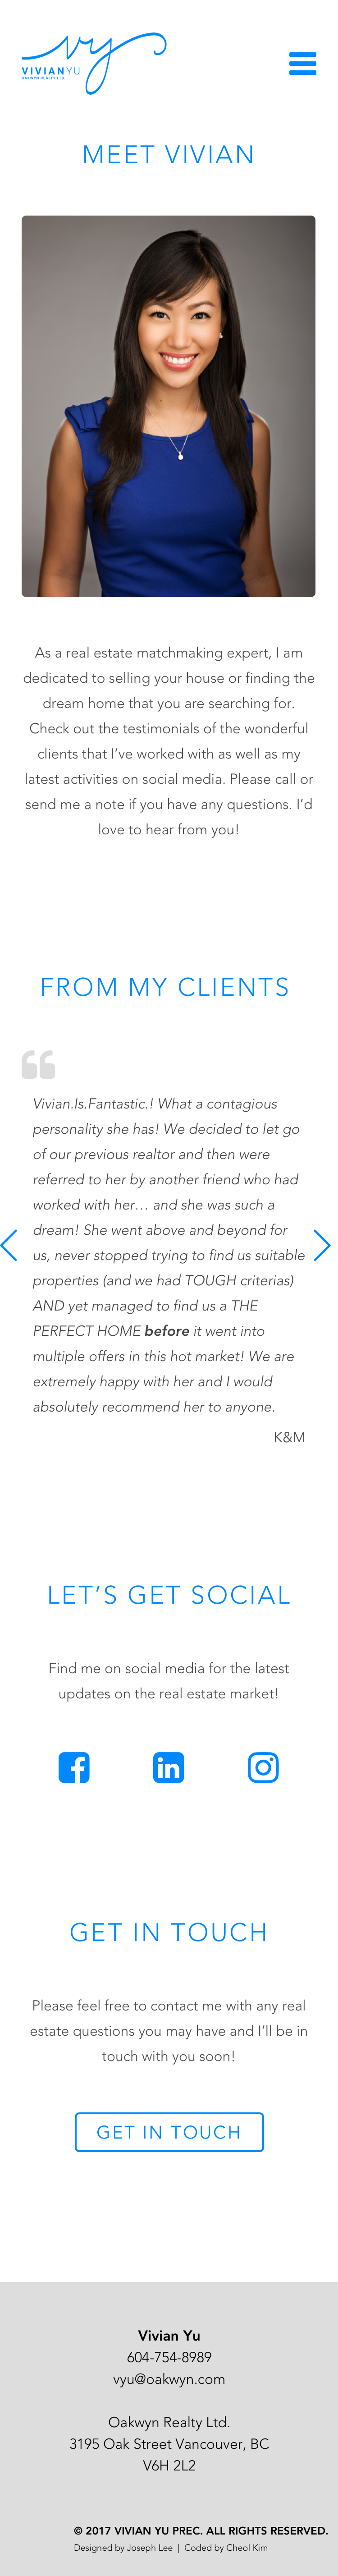 vy
VIVIANYU
OAKWYN REALTY LTD.
MEET VIVIAN
As a real estate matchmaking expert, I am
dedicated to selling your house or finding the
dream home that you are searching for.
Check out the testimonials of the wonderful
clients that I’ve worked with as well as my
latest activities on social media. Please call or
send me a note if you have any questions. I’d
love to hear from you!
FROM MY CLIENTS
“
Vivian.Is.Fantastic.! What a contagious
personality she has! We decided to let go
of our previous realtor and then were
referred to her by another friend who had
worked with her… and she was such a
dream! She went above and beyond for
us, never stopped trying to find us suitable
properties (and we had TOUGH criterias)
AND yet managed to find us a THE
PERFECT HOME before it went into
multiple offers in this hot market! We are
extremely happy with her and I would
absolutely recommend her to anyone.
K&M
LET’S GET SOCIAL
Find me on social media for the latest
updates on the real estate market!
GET IN TOUCH
Please feel free to contact me with any real
estate questions you may have and I’ll be in
touch with you soon!
GET IN TOUCH
Vivian Yu
604-754-8989
vyu@oakwyn.com
Oakwyn Realty Ltd.
3195 Oak Street Vancouver, BC
V6H 2L2
© 2017 VIVIAN YU PREC. ALL RIGHTS RESERVED.
Designed by Joseph Lee | Coded by Cheol Kim